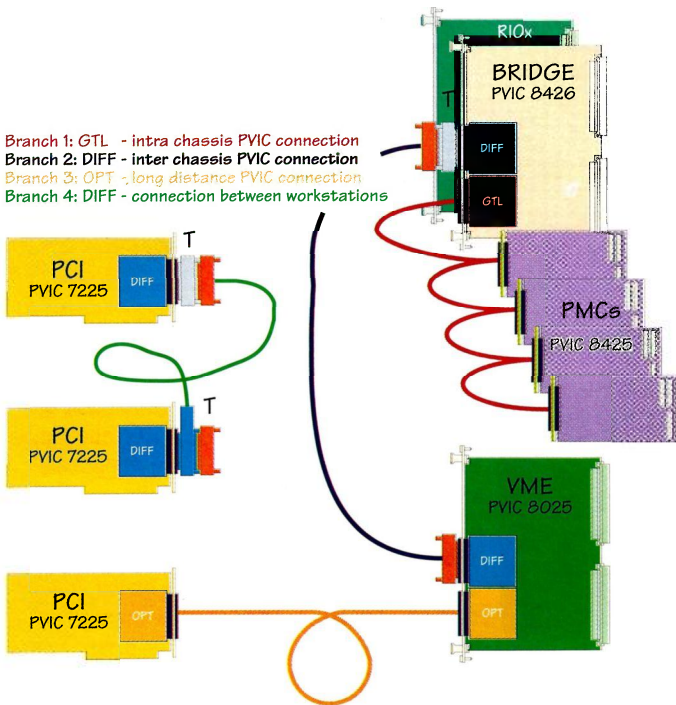 RIOx
BRIDGE
PVIC 8426
T
DIFF
GTL
Branch 1: GTL - intra chassis PVIC connection
Branch 2: DIFF - inter chassis PVIC connection
Branch 3: OPT - long distance PVIC connection
Branch 4: DIFF - connection between workstations
T
PCI
PVIC 7225
DIFF
PMCs
PVIC 8425
T
PCI
PVIC 7225
DIFF
VME
PVIC 8025
DIFF
OPT
PCI
PVIC 7225
OPT